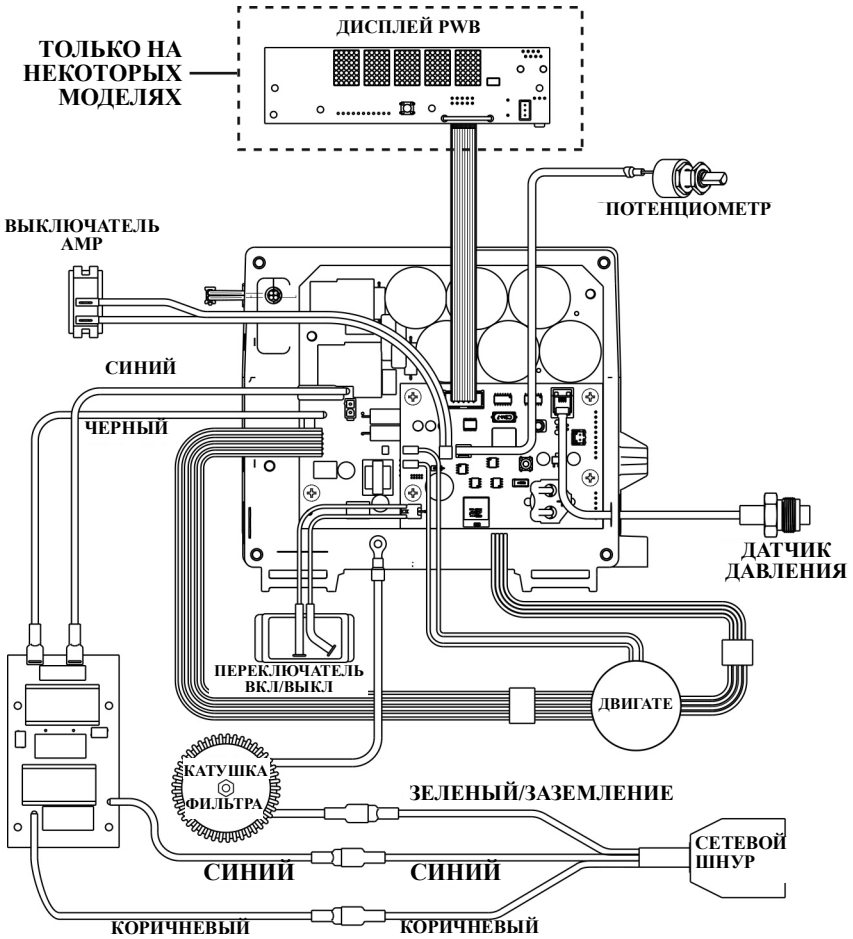 ДИСПЛЕЙ PWB
ТОЛЬКО НА
НЕКОТОРЫХ
МОДЕЛЯХ
ПОТЕНЦИОМЕТР
ВЫКЛЮЧАТЕЛЬ
AMP
СИНИЙ
ЧЕРНЫЙ
ДАТЧИК
ДАВЛЕНИЯ
ПЕРЕКЛЮЧАТЕЛЬ
ВКЛ/ВЫКЛ
ДВИГАТЕ
КАТУШКА
ФИЛЬТРА
ЗЕЛЕНЫЙ/ЗАЗЕМЛЕНИЕ
СЕТЕВОЙ
ШНУР
СИНИЙ
СИНИЙ
КОРИЧНЕВЫЙ
КОРИЧНЕВЫЙ